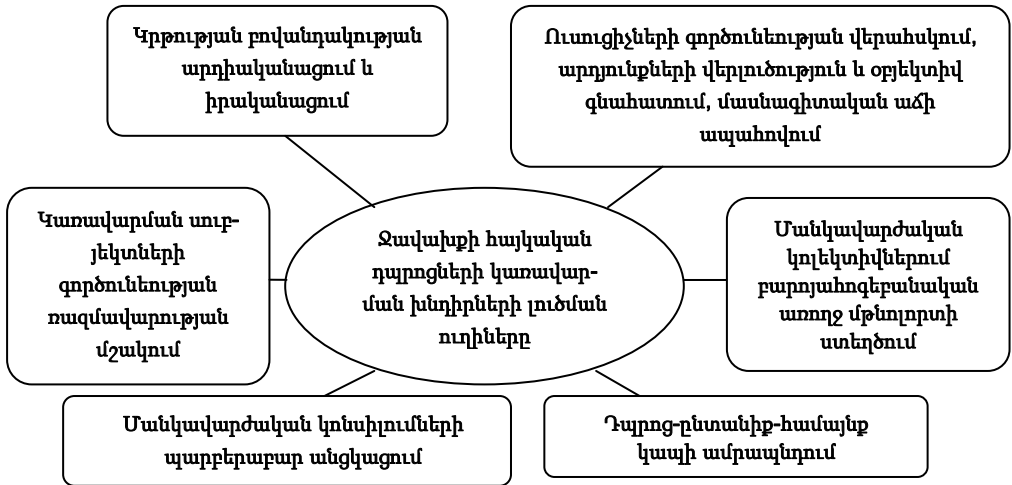 Կրթության բովանդակության
արդիականացում և
իրականացում
Ուսուցիչների գործունեության վերահսկում,
արդյունքների վերլուծություն և օբյեկտիվ
գնահատում, մասնագիտական աճի
ապահովում
Կառավարման սուբ-
յեկտների
գործունեության
ռազմավարության
մշակում
Ջավախքի հայկական
դպրոցների կառավար-
ման խնդիրների լուծման
ուղիները
Մանկավարժական
կոլեկտիվներում
բարոյահոգեբանական
առողջ մթնոլորտի
ստեղծում
Մանկավարժական կոնսիլումների
պարբերաբար անցկացում
Դպրոց-ընտանիք-համայնք
կապի ամրապնդում